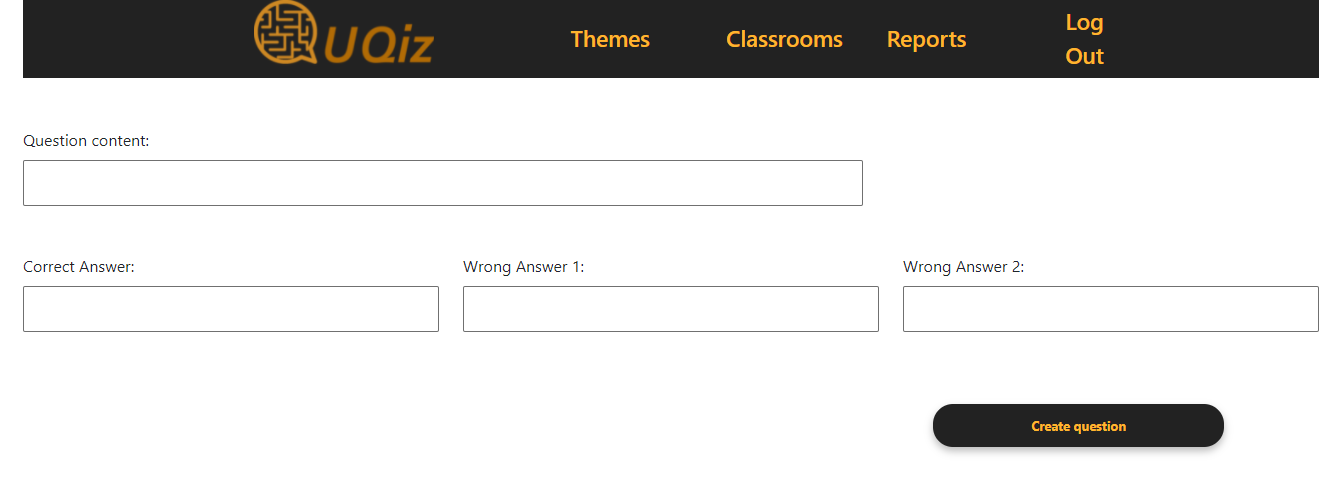 UQiz Themes Classrooms Reports Log
Out
Question content:
Correct Answer: Wrong Answer 1: Wrong Answer 2:
Create question